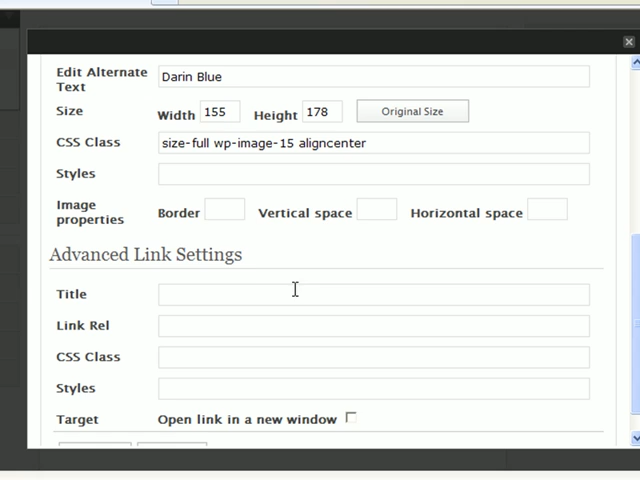 Edit Alternate Text Darin Blue
Size Width 155 Height 178 Original Size
CSS Class size-full wp-image-15 aligncenter
Styles
Image properties Border Vertical space Horizontal space
Advanced Link Settings
Title
Link Rel
CSS Class
Styles
Target Open link in a new window